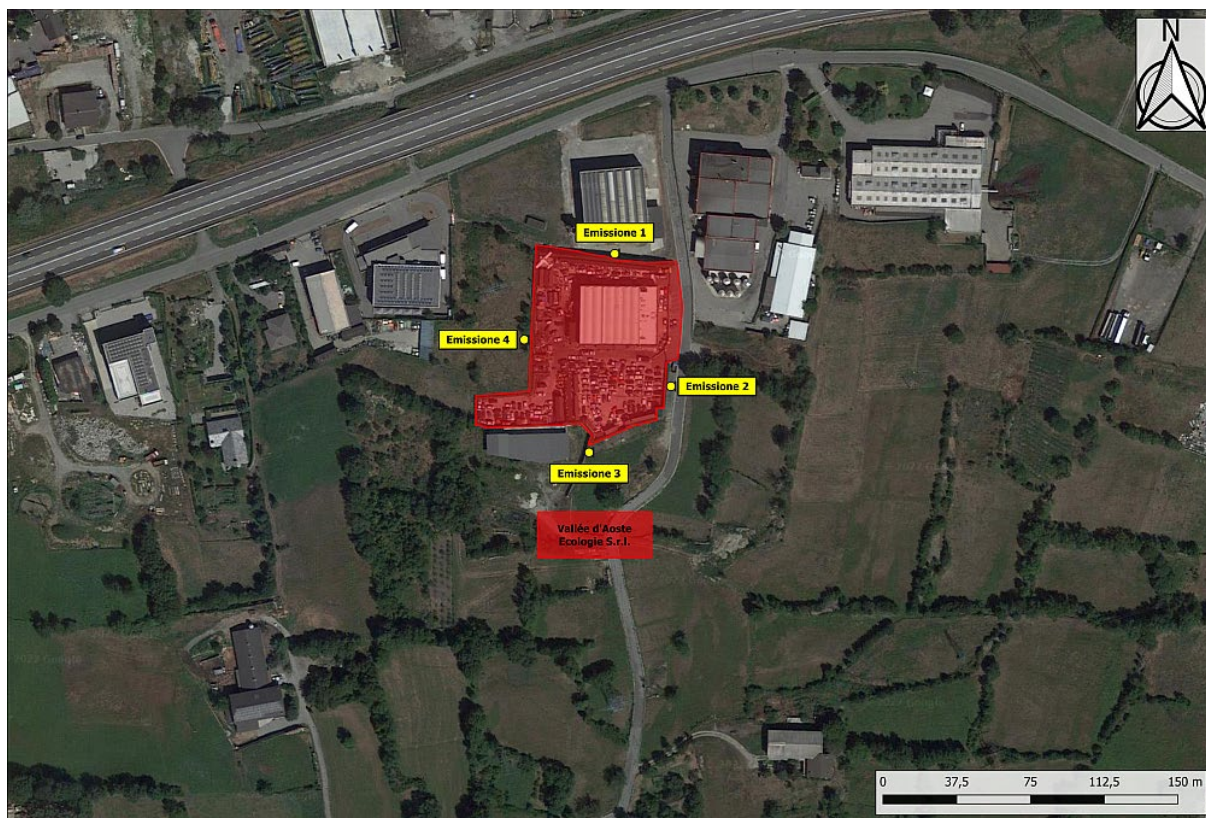 N
Emissione 1
Emissione 4
Emissione 2
Emissione 3
Vallée d'Aoste
Ecologie S.r.l.
0 37,5 75 112,5 150 m